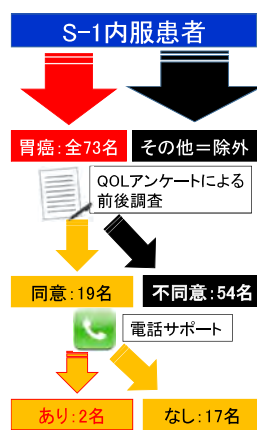 S-1内服患者
胃癌：全73名
その他＝除外
QOLアンケートによる
前後調査
同意：19名
不同意：54名
電話サポート
あり：2名
なし：17名